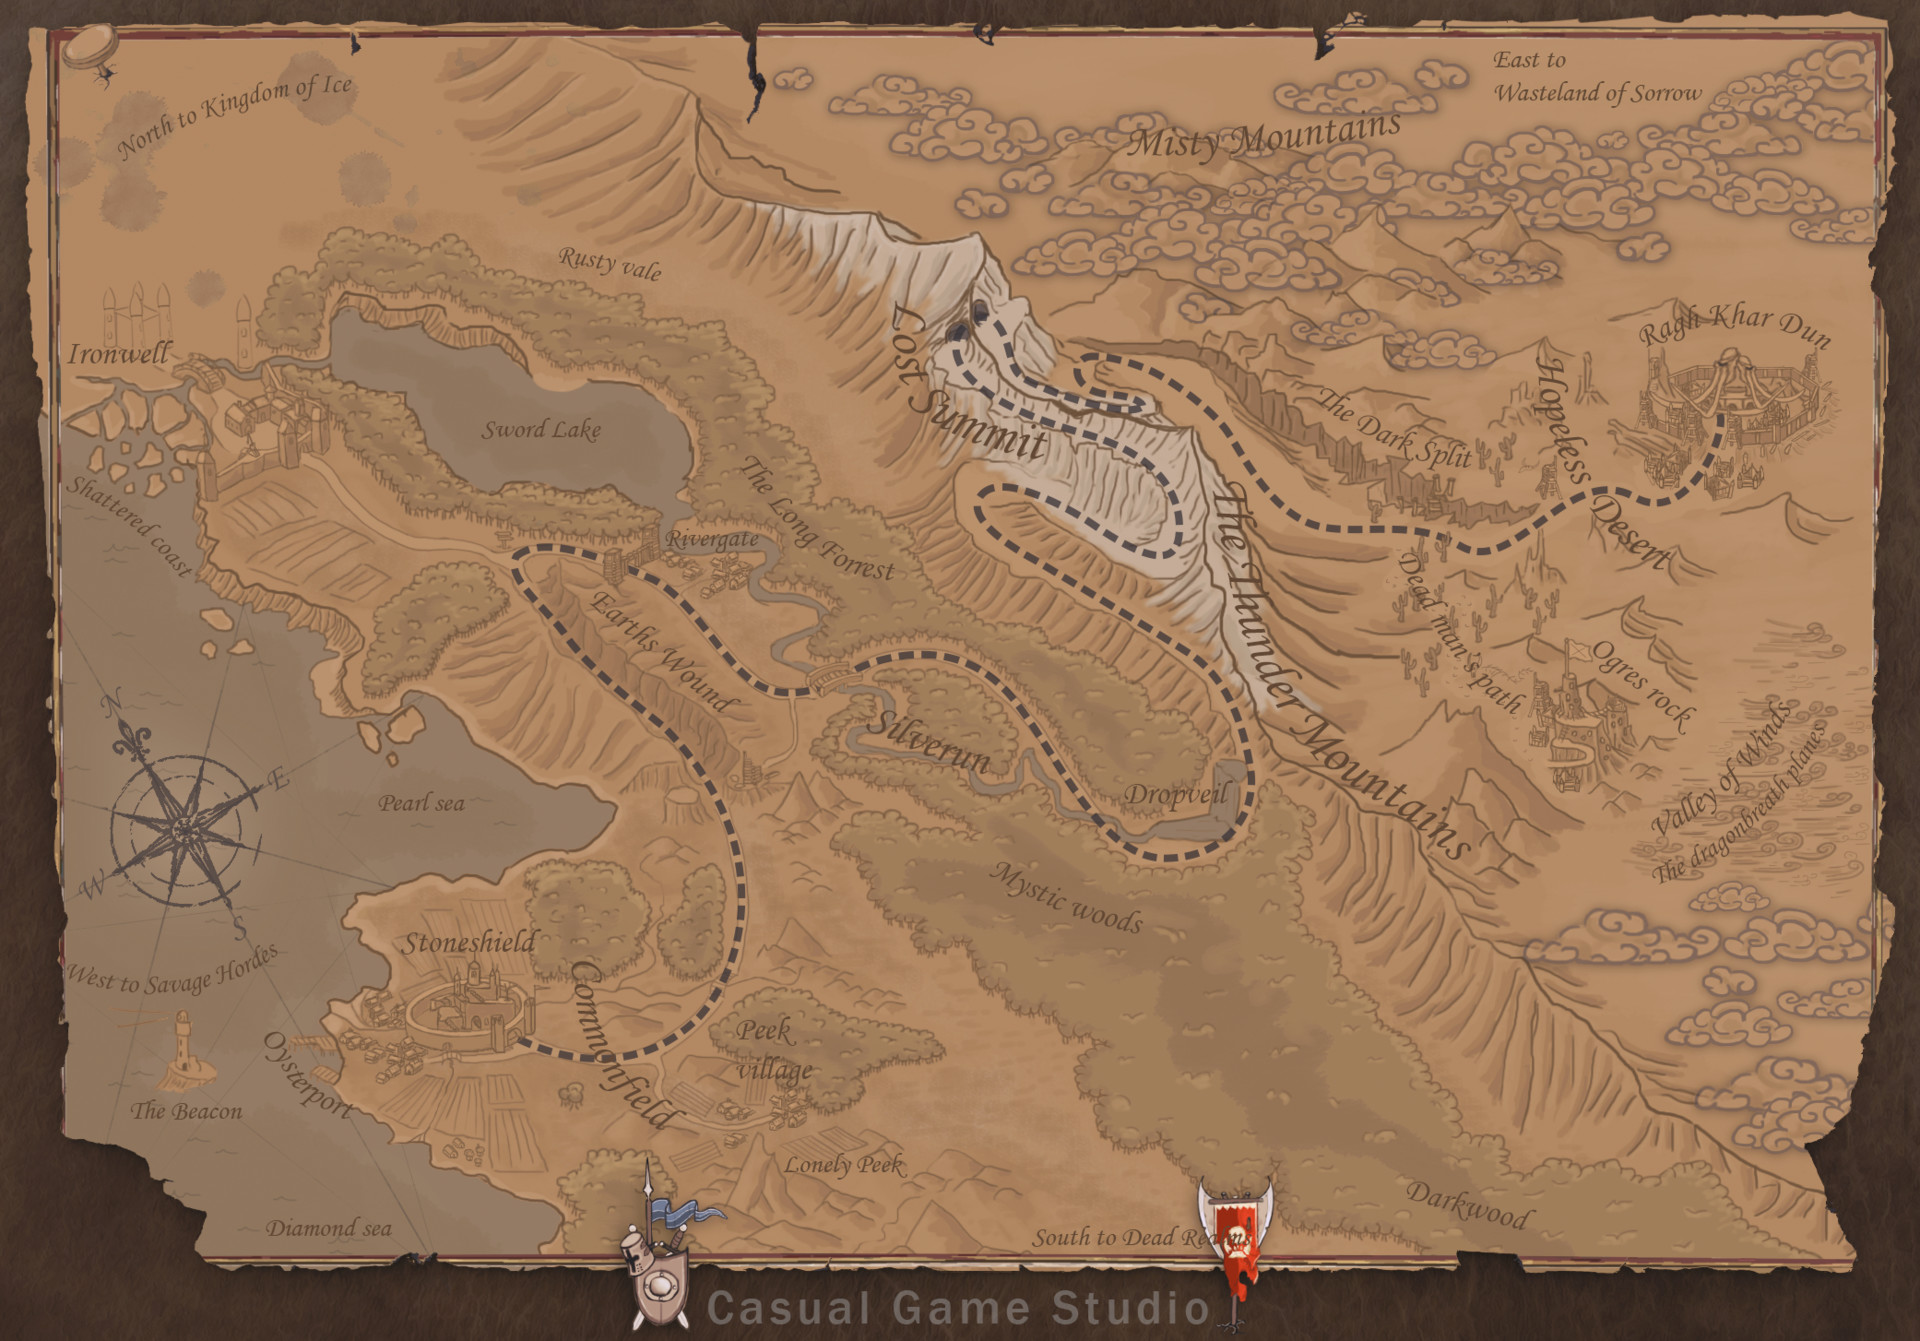 East to
Wasteland of Sorrow
North to Kingdom of Ice
Misty Mountains
Rusty vale
Ragh Khar Dun
Ironwell
Lost Summit
Sword Lake
The Dark Split
Hopeless Desert
Shattered coast
The Long Forrest
Rivergate
Earths Wound
The Thunder Mountains
Dead man's path
Ogres rock
N
E
W
S
Silverun
Dropveil
Pearl sea
Valley of Winds
The dragonbreath planes
Mystic woods
Stoneshield
Commonfield
West to Savage Hordes
Peek
village
Oysterport
The Beacon
Lonely Peek
Darkwood
Diamond sea
South to Dead Realms
Casual Game Studio